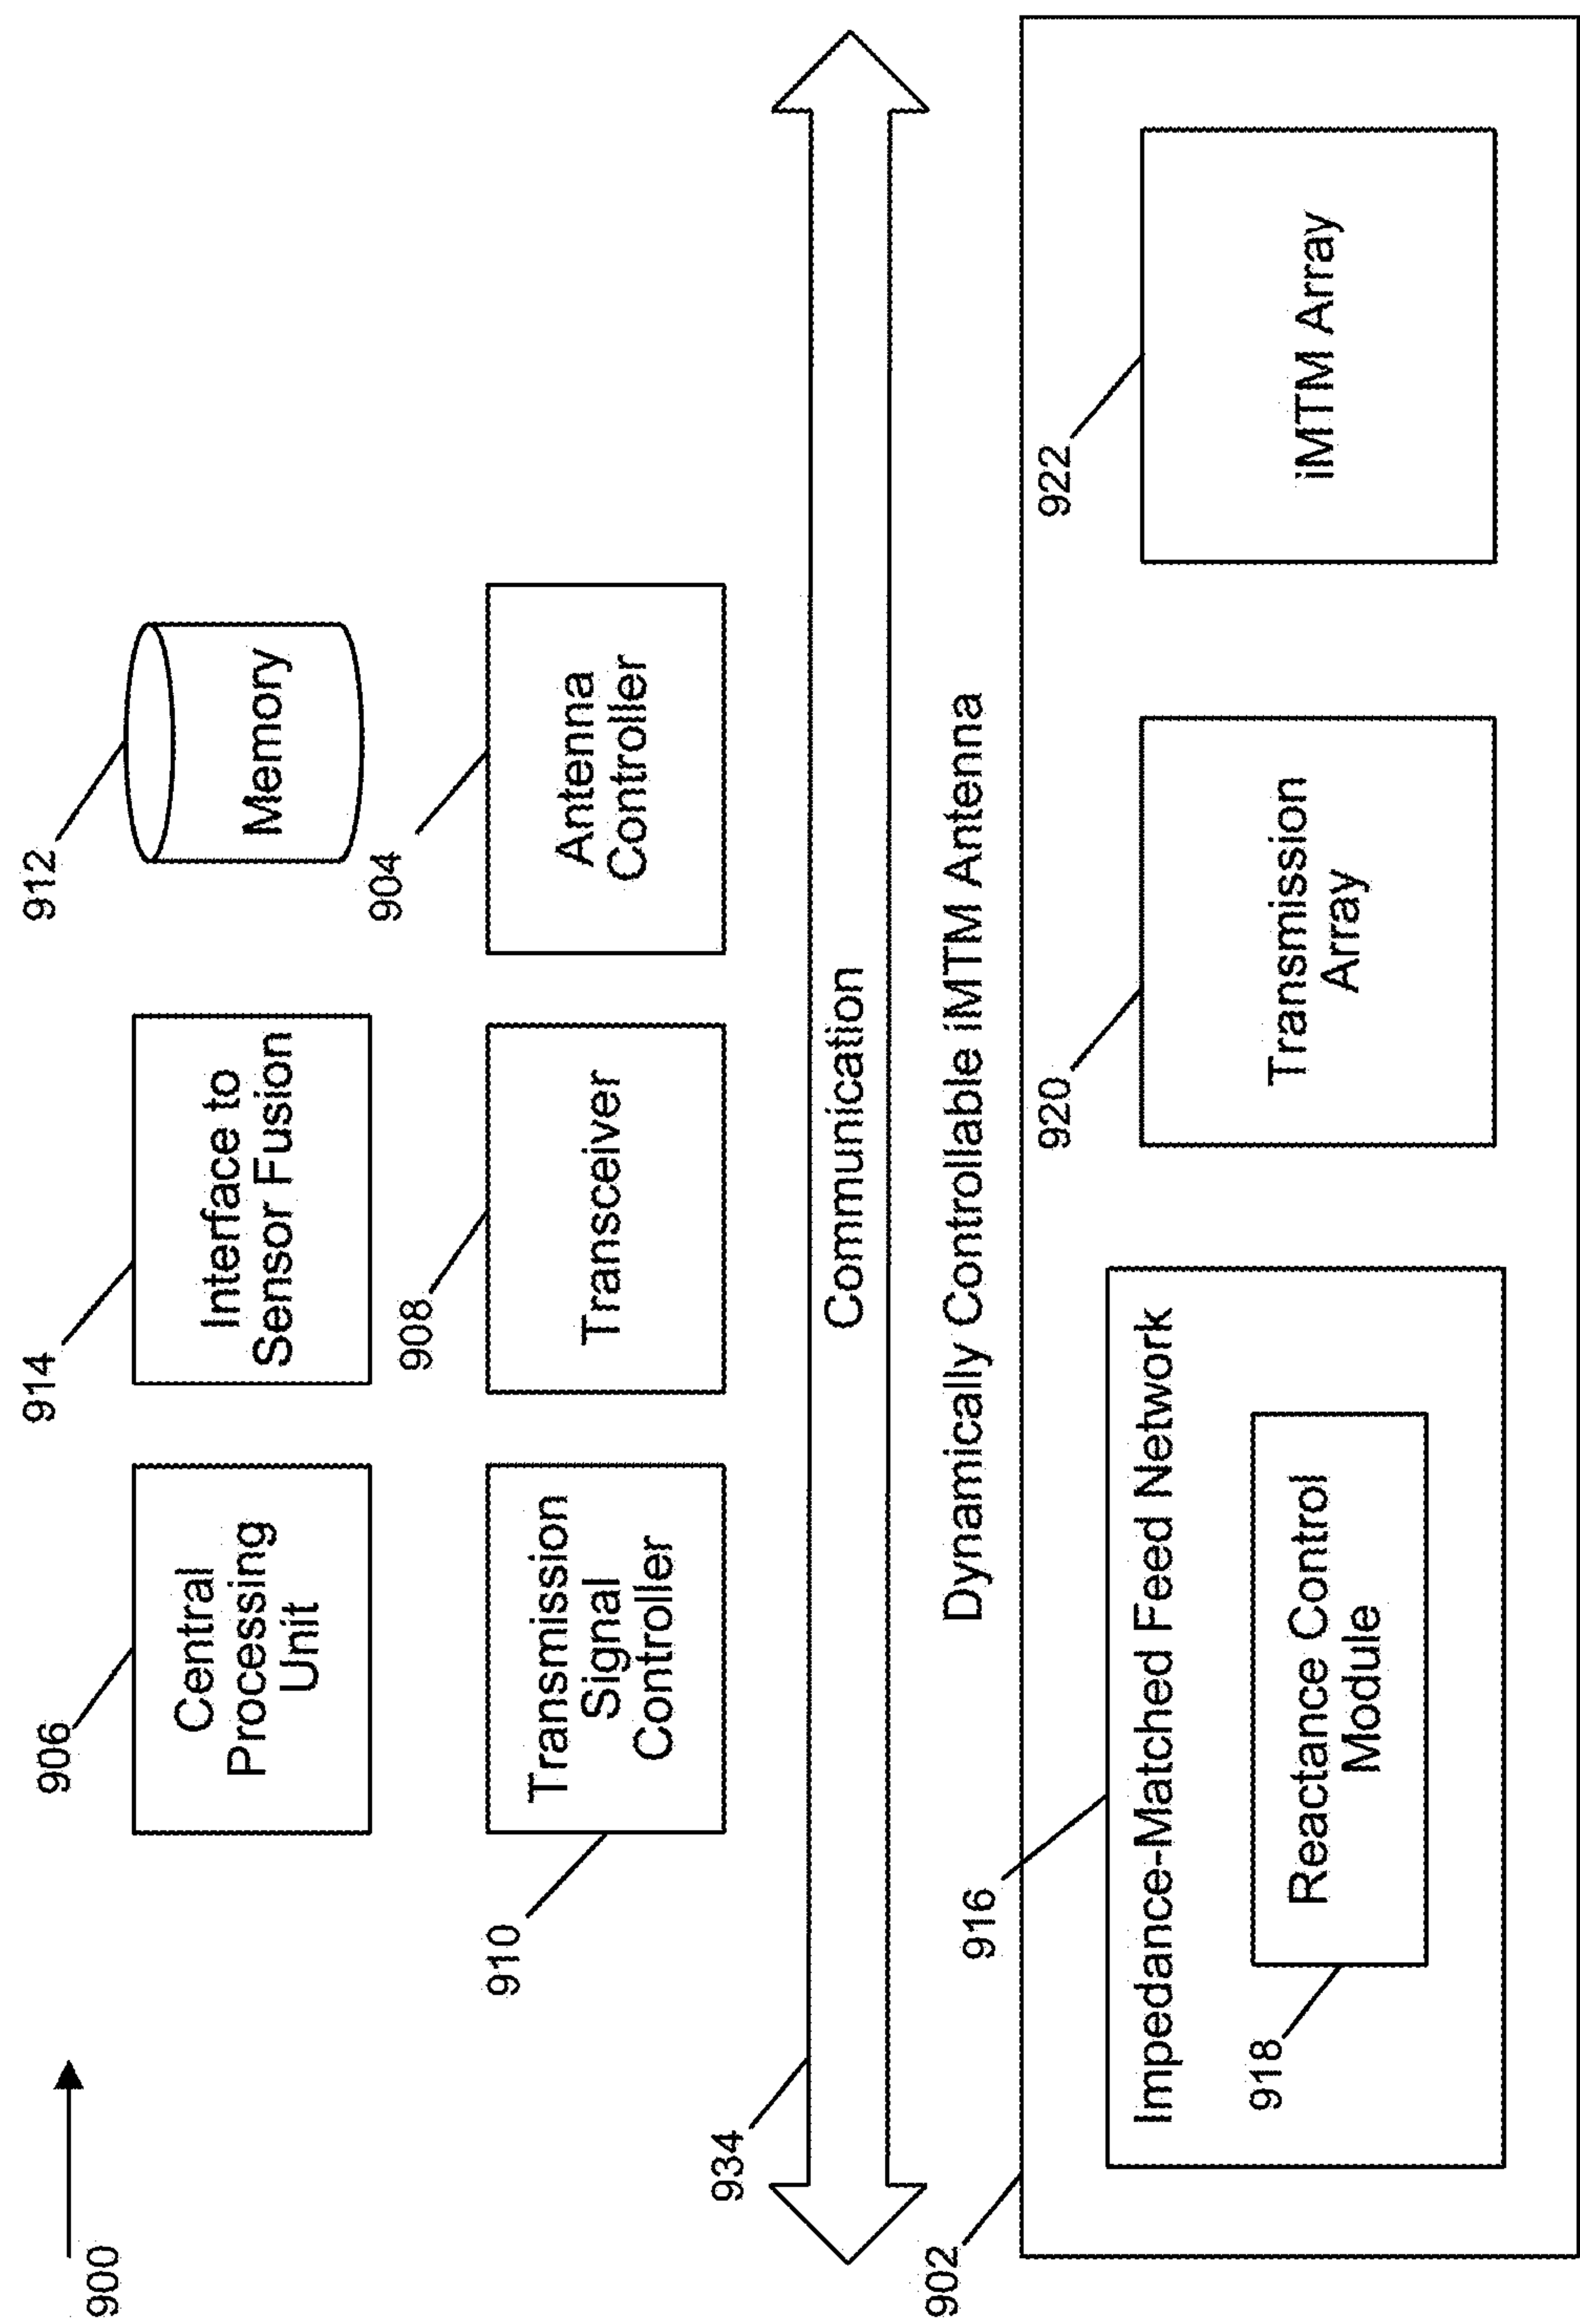 900
906
Central
Processing
Unit
914
Interface to
Sensor Fusion
912
Memory
910
Transmission
Signal
Controller
908
Transceiver
904
Antenna
Controller
934
Communication
902
Dynamically Controllable iMTM Antenna
916
Impedance-Matched Feed Network
918
Reactance Control
Module
920
Transmission
Array
922
iMTM Array